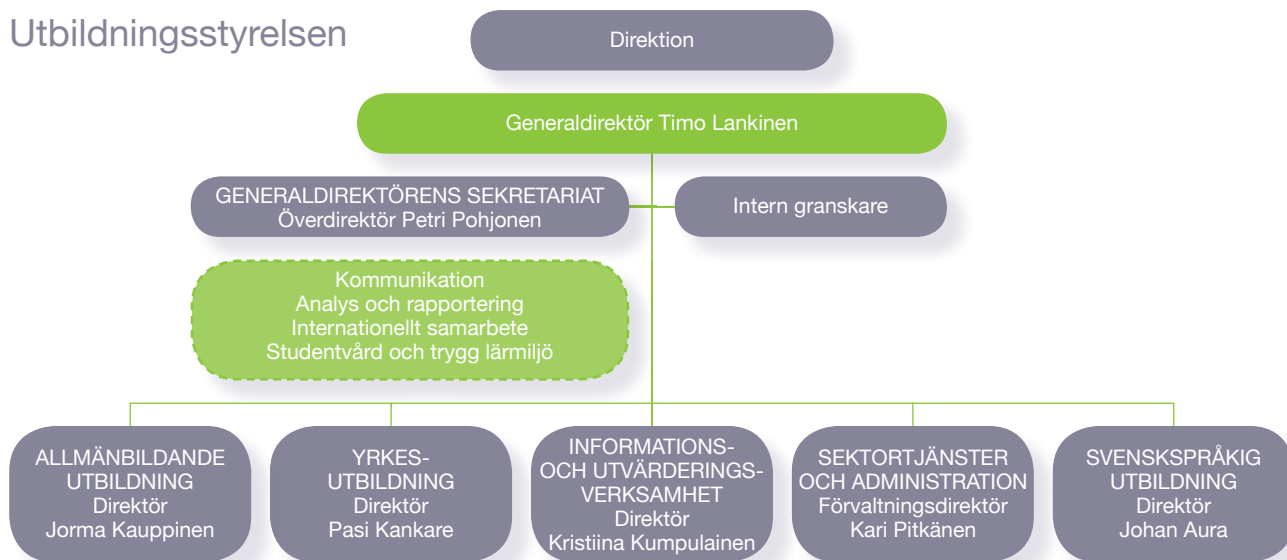 Utbildningsstyrelsen
Direktion
Generaldirektör Timo Lankinen
GENERALDIREKTÖRENS SEKRETARIAT
Överdirektör Petri Pohjonen
Intern granskare
Kommunikation
Analys och rapportering
Internationellt samarbete
Studentvård och trygg lärmiljö
ALLMÄNBILDANDE
UTBILDNING
Direktör
Jorma Kauppinen
YRKES-
UTBILDNING
Direktör
Pasi Kankare
INFORMATIONS-
OCH UTVÄRDERINGS-
VERKSAMHET
Direktör
Kristiina Kumpulainen
SEKTORTJÄNSTER
OCH ADMINISTRATION
Förvaltningsdirektör
Kari Pitkänen
SVENSKSPRÅKIG
UTBILDNING
Direktör
Johan Aura